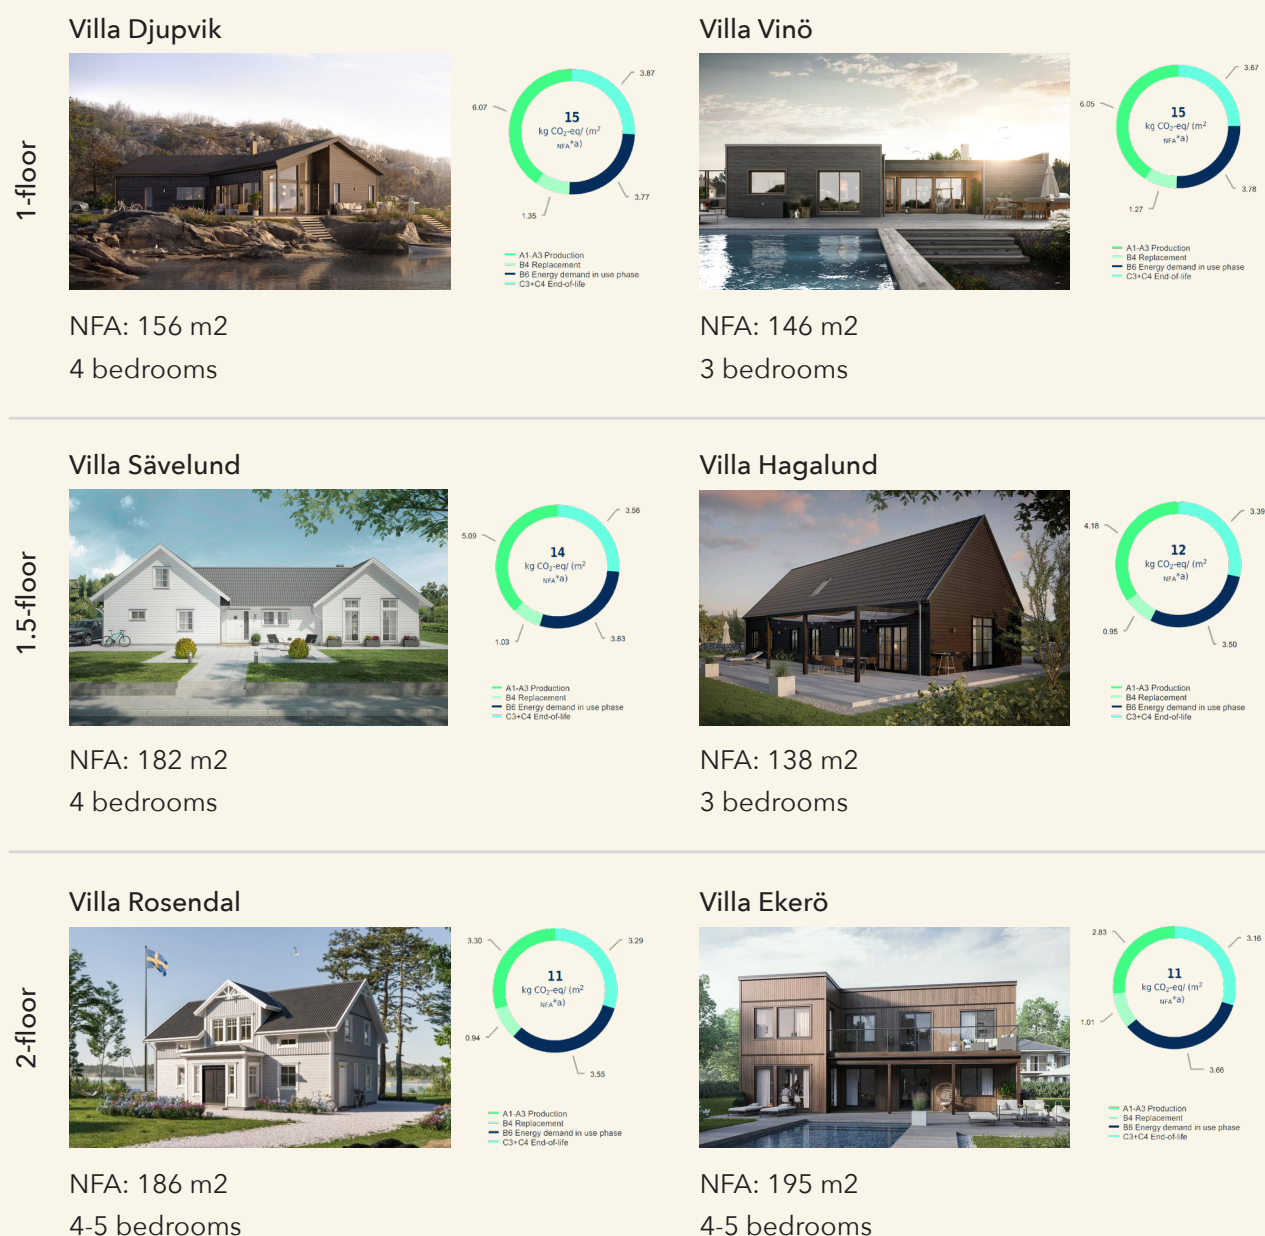 1-floor
Villa Djupvik
6.07
3.87
15
kg CO₂-eq/ (m²
NFA*a)
1.35
3.77
A1-A3 Production
B4 Replacement
B6 Energy demand in use phase
C3+C4 End-of-life
NFA: 156 m2
4 bedrooms
Villa Vinö
6.05
3.67
15
kg CO₂-eq/ (m²
NFA*a)
1.27
3.78
A1-A3 Production
B4 Replacement
B6 Energy demand in use phase
C3+C4 End-of-life
NFA: 146 m2
3 bedrooms
1.5-floor
Villa Sävelund
5.09
3.56
14
kg CO₂-eq/ (m²
NFA*a)
1.03
3.83
A1-A3 Production
B4 Replacement
B6 Energy demand in use phase
C3+C4 End-of-life
NFA: 182 m2
4 bedrooms
Villa Hagalund
4.18
3.39
12
kg CO₂-eq/ (m²
NFA*a)
0.95
3.50
A1-A3 Production
B4 Replacement
B6 Energy demand in use phase
C3+C4 End-of-life
NFA: 138 m2
3 bedrooms
2-floor
Villa Rosendal
3.30
3.29
11
kg CO₂-eq/ (m²
NFA*a)
0.94
3.55
A1-A3 Production
B4 Replacement
B6 Energy demand in use phase
C3+C4 End-of-life
NFA: 186 m2
4-5 bedrooms
Villa Ekerö
2.83
3.16
11
kg CO₂-eq/ (m²
NFA*a)
1.01
3.66
A1-A3 Production
B4 Replacement
B6 Energy demand in use phase
C3+C4 End-of-life
NFA: 195 m2
4-5 bedrooms